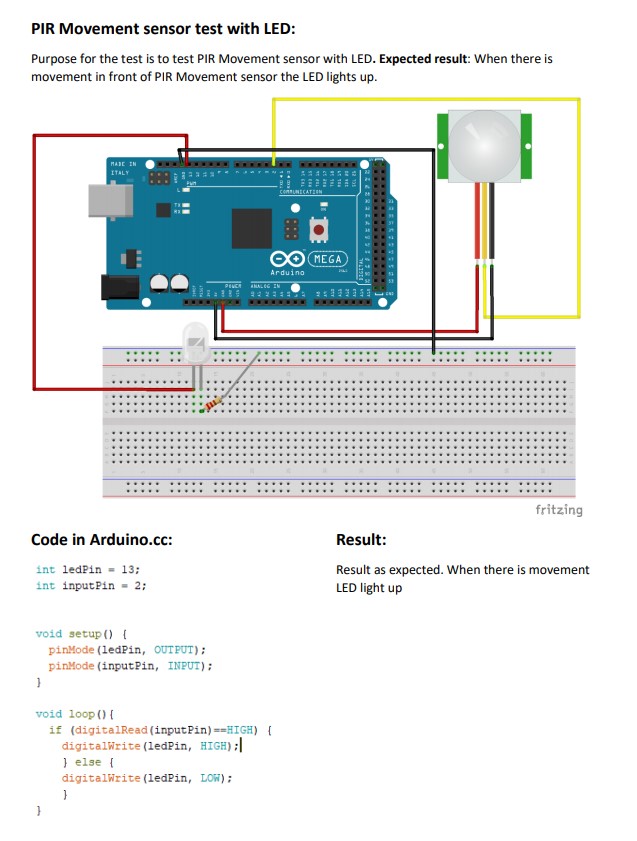 PIR Movement sensor test with LED:
Purpose for the test is to test PIR Movement sensor with LED. Expected result: When there is
movement in front of PIR Movement sensor the LED lights up.
MADE IN
ITALY
PWM
COMMUNICATION
L
TX
RX
MEGA
Arduino
DIGITAL
POWER
ANALOG IN
fritzing
Code in Arduino.cc:
int ledPin = 13;
int inputPin = 2;
void setup() {
pinMode(ledPin, OUTPUT);
pinMode(inputPin, INPUT);
}
void loop(){
if (digitalRead(inputPin)==HIGH) {
digitalWrite(ledPin, HIGH);
} else {
digitalWrite(ledPin, LOW);
}
}
Result:
Result as expected. When there is movement
LED light up